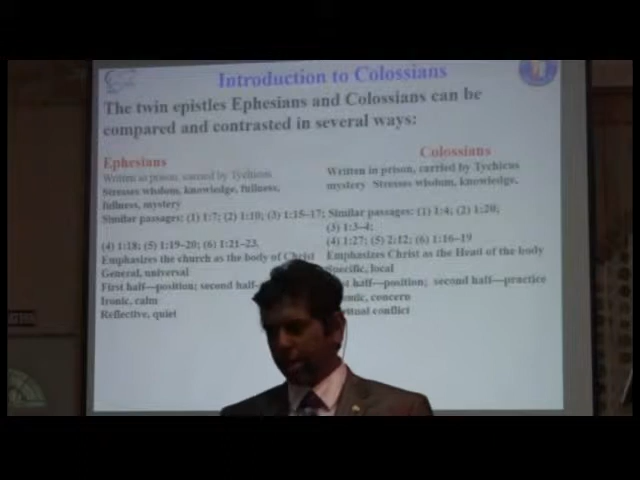 Introduction to Colossians
The twin epistles Ephesians and Colossians can be
compared and contrasted in several ways:
Ephesians
Written in prison, carried by Tychicus
Stresses wisdom, knowledge, fullness,
fullness, mystery
Similar passages: (1) 1:7; (2) 1:10; (3) 1:15–17;
(4) 1:18; (5) 1:19–20; (6) 1:21–23.
Emphasizes the church as the body of Christ
General, universal
First half—position; second half-
Ironic, calm
Reflective, quiet
Colossians
Written in prison, carried by Tychicus
mystery Stresses wisdom, knowledge,
Similar passages: (1) 1:4; (2) 1:20;
(3) 1:3–4;
(4) 1:27; (5) 2:12; (6) 1:16–19
Emphasizes Christ as the Head of the body
Specific, local
half—position; second half—practice
concern
conflict